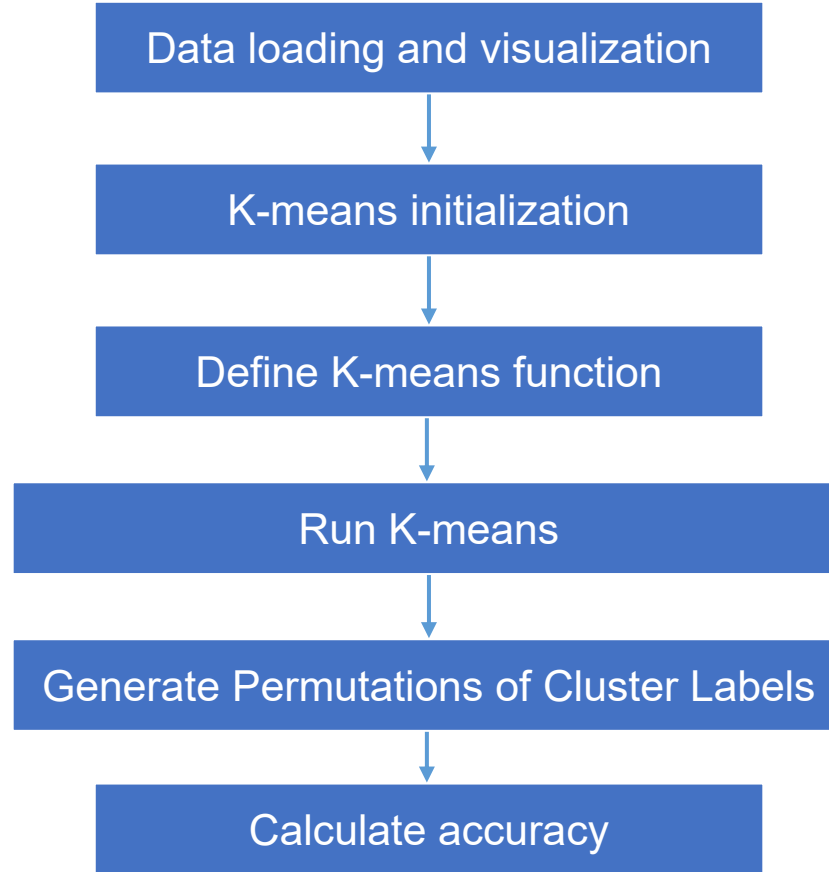 Data loading and visualization
K-means initialization
Define K-means function
Run K-means
Generate Permutations of Cluster Labels
Calculate accuracy